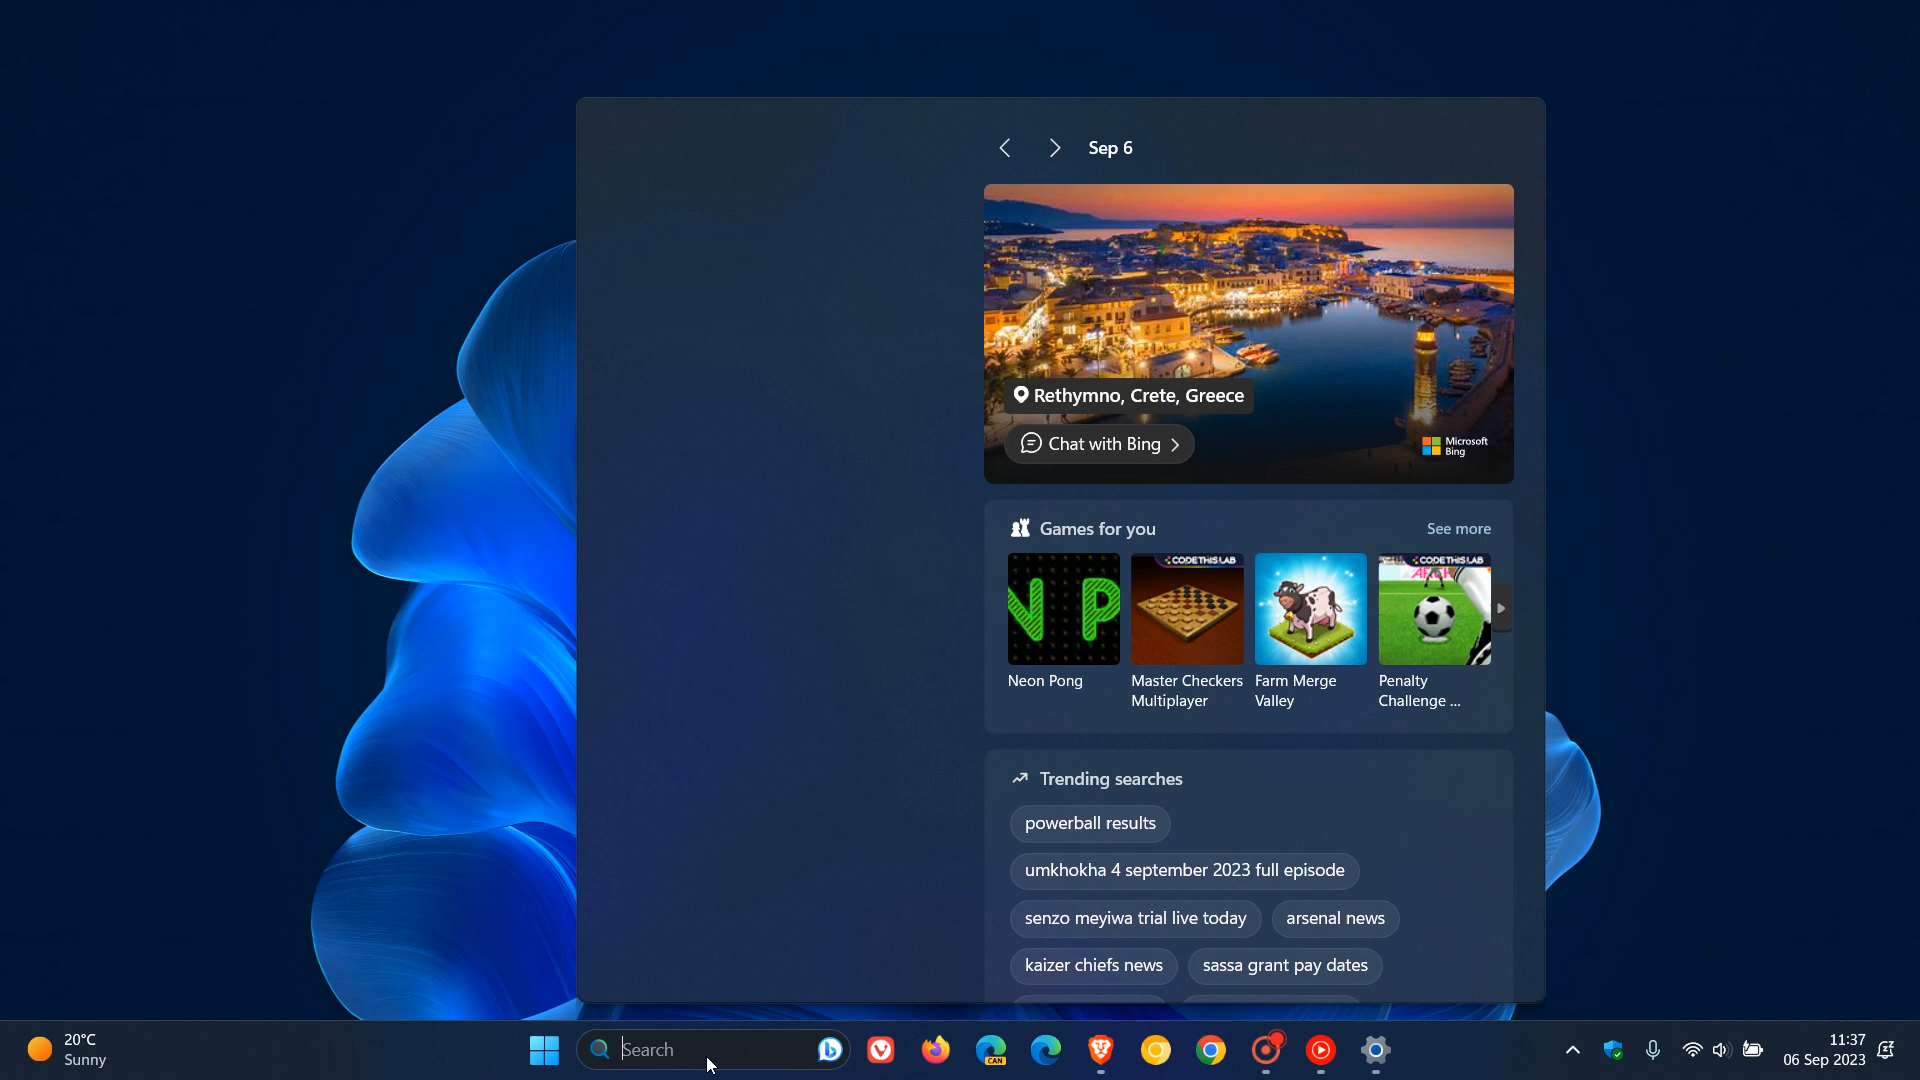 Sep 6
Rethymno, Crete, Greece
Chat with Bing
Microsoft
Bing
Games for you
See more
N P
CODETHISLAB
CODETHISLAB
Neon Pong
Master Checkers
Multiplayer
Farm Merge
Valley
Penalty
Challenge ...
Trending searches
powerball results
umkhokha 4 september 2023 full episode
senzo meyiwa trial live today
arsenal news
kaizer chiefs news
sassa grant pay dates
20°C
Sunny
Search
CAN
11:37
06 Sep 2023